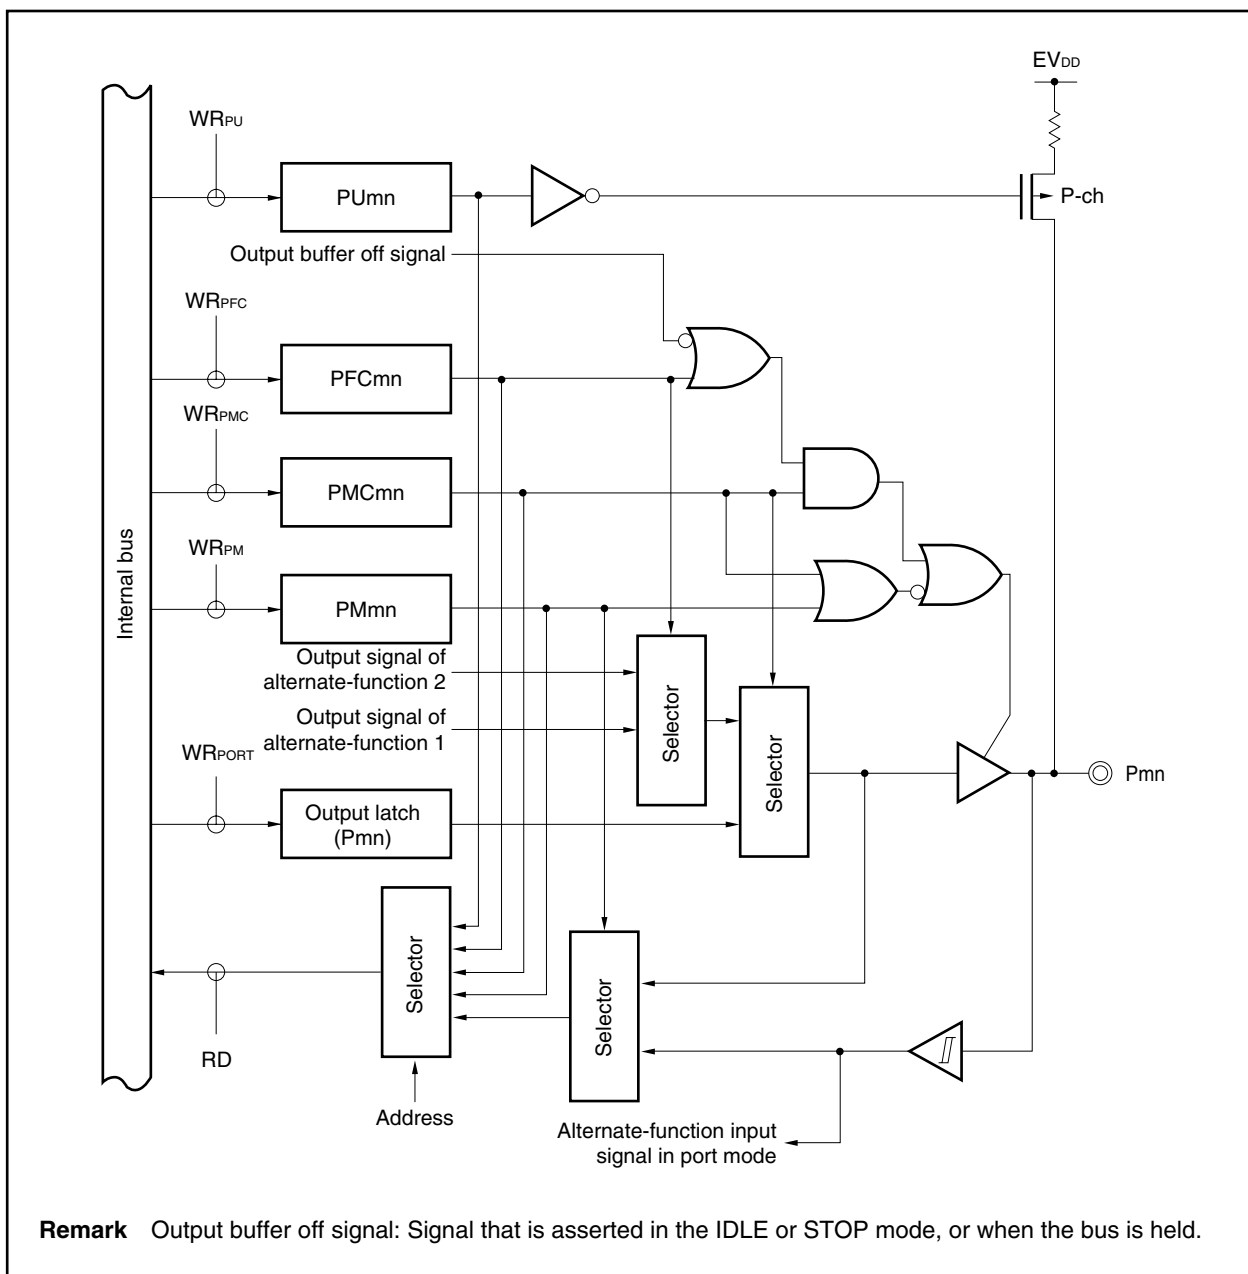 EVDD
WRPU
PUmn
P-ch
Output buffer off signal
WRPFC
PFCmn
WRPMC
PMCmn
WRPM
PMmn
Internal bus
Output signal of
alternate-function 2
Output signal of
alternate-function 1
Selector
Selector
WRPORT
Output latch
(Pmn)
Pmn
Selector
Selector
RD
Address
Alternate-function input
signal in port mode
Remark Output buffer off signal: Signal that is asserted in the IDLE or STOP mode, or when the bus is held.